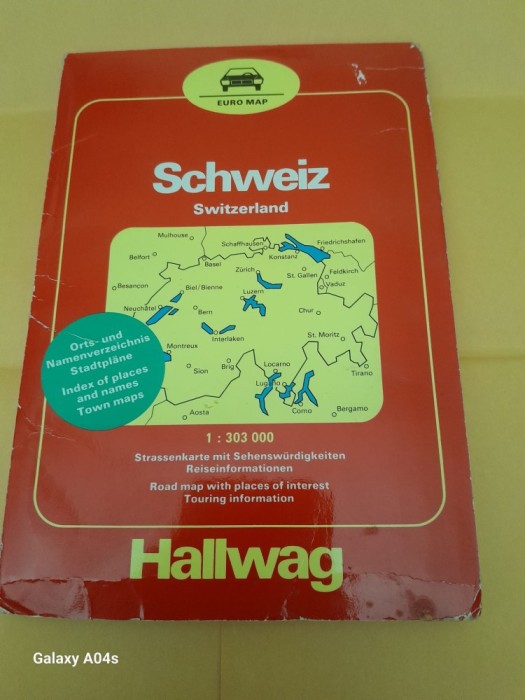 EURO MAP
Schweiz
Switzerland
Mulhouse
Schaffhausen
Friedrichshafen
Belfort
Basel
Konstanz
Zürich
St. Gallen
Feldkirch
Besançon
Biel/Bienne
Luzern
Vaduz
Neuchâtel
Bern
Chur
Interlaken
St. Moritz
Montreux
Sion
Brig
Locarno
Tirano
Lugano
Aosta
Como
Bergamo
Orts- und
Namenverzeichnis
Stadtpläne
Index of places
and names
Town maps
1 : 303 000
Strassenkarte mit Sehenswürdigkeiten
Reiseinformationen
Road map with places of interest
Touring information
Hallwag
Galaxy A04s